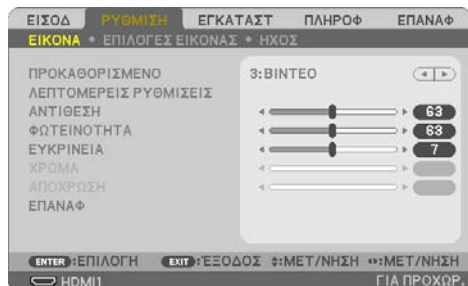 ΕΙΣΟΔ ΡΥΘΜΙΣΗ ΕΓΚΑΤΑΣΤ ΠΛΗΡΟΦ ΕΠΑΝΑΦ
ΕΙΚΟΝΑ • ΕΠΙΛΟΓΕΣ ΕΙΚΟΝΑΣ • ΗΧΟΣ
ΠΡΟΚΑΘΟΡΙΣΜΕΝΟ 3:ΒΙΝΤΕΟ
ΛΕΠΤΟΜΕΡΕΙΣ ΡΥΘΜΙΣΕΙΣ
ΑΝΤΙΘΕΣΗ 63
ΦΩΤΕΙΝΟΤΗΤΑ 63
ΕΥΚΡΙΝΕΙΑ 7
ΧΡΩΜΑ
ΑΠΟΧΡΩΣΗ
ΕΠΑΝΑΦ
ENTER :ΕΠΙΛΟΓΗ EXIT :ΈΞΟΔΟΣ :ΜΕΤ/ΝΗΣΗ :ΜΕΤ/ΝΗΣΗ
HDMI1 ΓΙΑ ΠΡΟΧΩΡ.